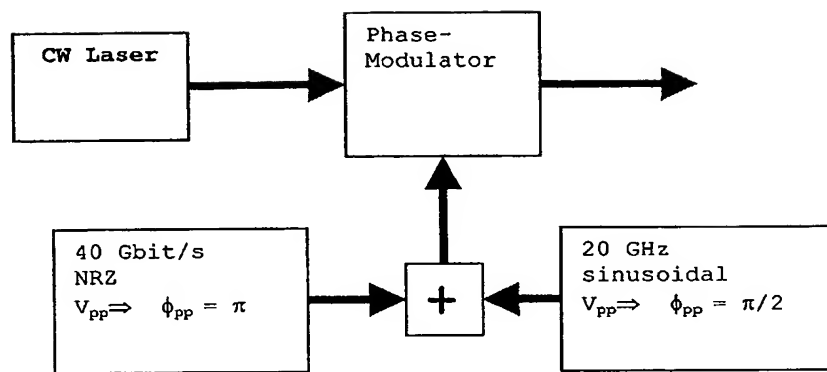 CW Laser
Phase-
Modulator
40 Gbit/s
NRZ
Vpp⇒ ϕpp = π
+
20 GHz
sinusoidal
Vpp⇒ ϕpp = π/2